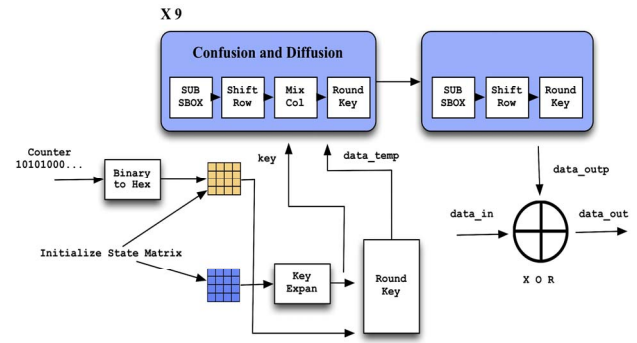 X 9
Confusion and Diffusion
SUB
SBOX
Shift
Row
Mix
Col
Round
Key
SUB
SBOX
Shift
Row
Round
Key
Counter
10101000...
Binary
to Hex
key
data_temp
data_outp
data_in
data_out
X O R
Initialize State Matrix
Key
Expan
Round
Key